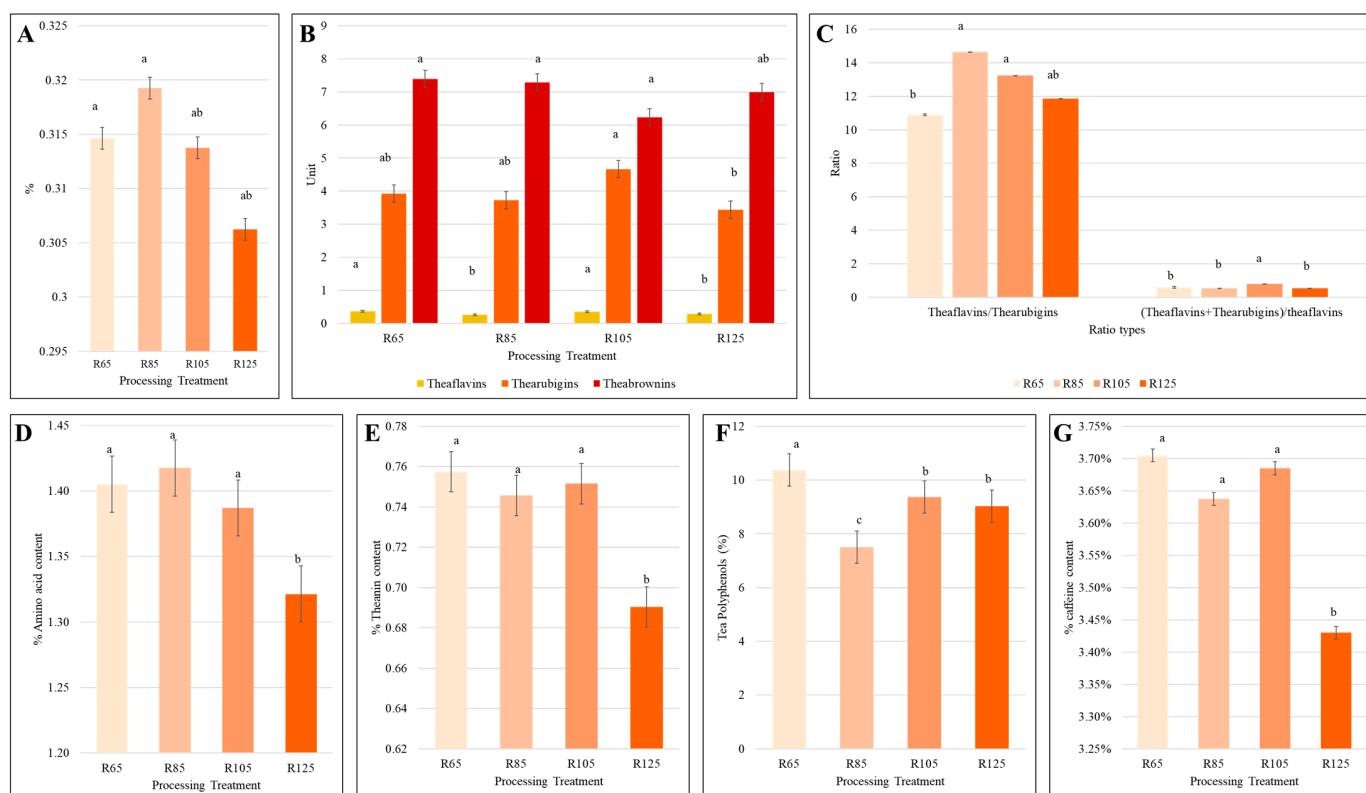 A
%
0.325
0.32
0.315
0.31
0.305
0.3
0.295
a
a
ab
ab
R65 R85 R105 R125
Processing Treatment
B
Unit
9
8
7
6
5
4
3
2
1
0
a ab a
b ab a
a a a
b b ab
R65 R85 R105 R125
Processing Treatment
Theaflavins Thearubigins Theabrownins
C
Ratio
16
14
12
10
8
6
4
2
0
b a a ab
b b a b
Theaflavins/Thearubigins (Theaflavins+Thearubigins)/theaflavins
Ratio types
R65 R85 R105 R125
D
% Amino acid content
1.45
1.40
1.35
1.30
1.25
1.20
a a a b
R65 R85 R105 R125
Processing Treatment
E
% Theanin content
0.78
0.76
0.74
0.72
0.70
0.68
0.66
0.64
0.62
a a a b
R65 R85 R105 R125
Processing Treatment
F
Tea Polyphenols (%)
12
10
8
6
4
2
0
a c b b
R65 R85 R105 R125
Processing Treatment
G
% caffeine content
3.75%
3.70%
3.65%
3.60%
3.55%
3.50%
3.45%
3.40%
3.35%
3.30%
3.25%
a a a b
R65 R85 R105 R125
Processing Treatment